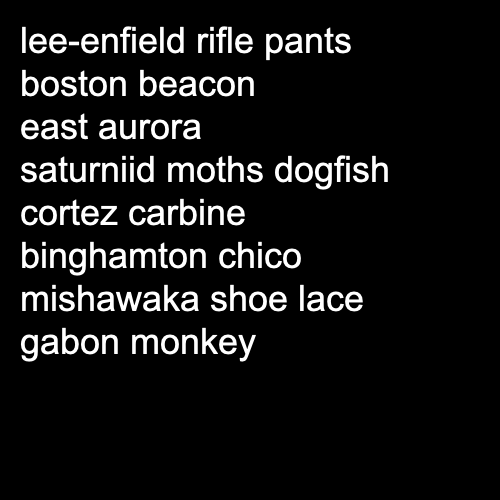 lee-enfield rifle pants
boston beacon
east aurora
saturniid moths dogfish
cortez carbine
binghamton chico
mishawaka shoe lace
gabon monkey